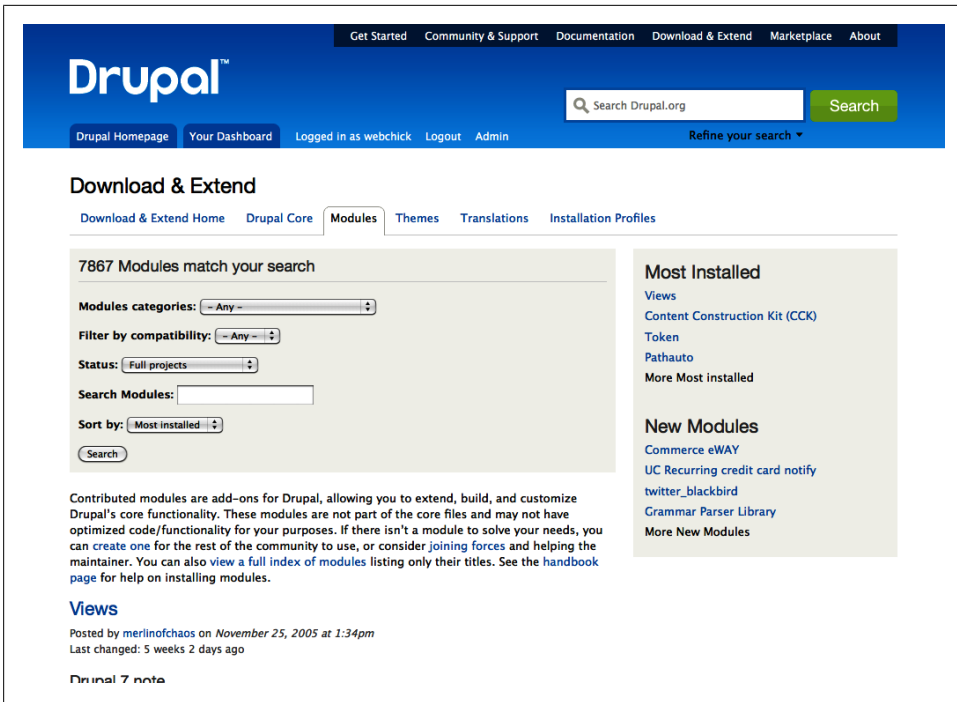 Get Started Community & Support Documentation Download & Extend Marketplace About
Drupal™
Search Drupal.org Search
Refine your search
Drupal Homepage Your Dashboard Logged in as webchick Logout Admin
Download & Extend
Download & Extend Home Drupal Core Modules Themes Translations Installation Profiles
7867 Modules match your search
Modules categories: – Any –
Filter by compatibility: – Any –
Status: Full projects
Search Modules:
Sort by: Most installed
Search
Most Installed
Views
Content Construction Kit (CCK)
Token
Pathauto
More Most installed
New Modules
Commerce eWAY
UC Recurring credit card notify
twitter_blackbird
Grammar Parser Library
More New Modules
Contributed modules are add-ons for Drupal, allowing you to extend, build, and customize
Drupal's core functionality. These modules are not part of the core files and may not have
optimized code/functionality for your purposes. If there isn't a module to solve your needs, you
can create one for the rest of the community to use, or consider joining forces and helping the
maintainer. You can also view a full index of modules listing only their titles. See the handbook
page for help on installing modules.
Views
Posted by merlinofchaos on November 25, 2005 at 1:34pm
Last changed: 5 weeks 2 days ago
Drupal 7 note